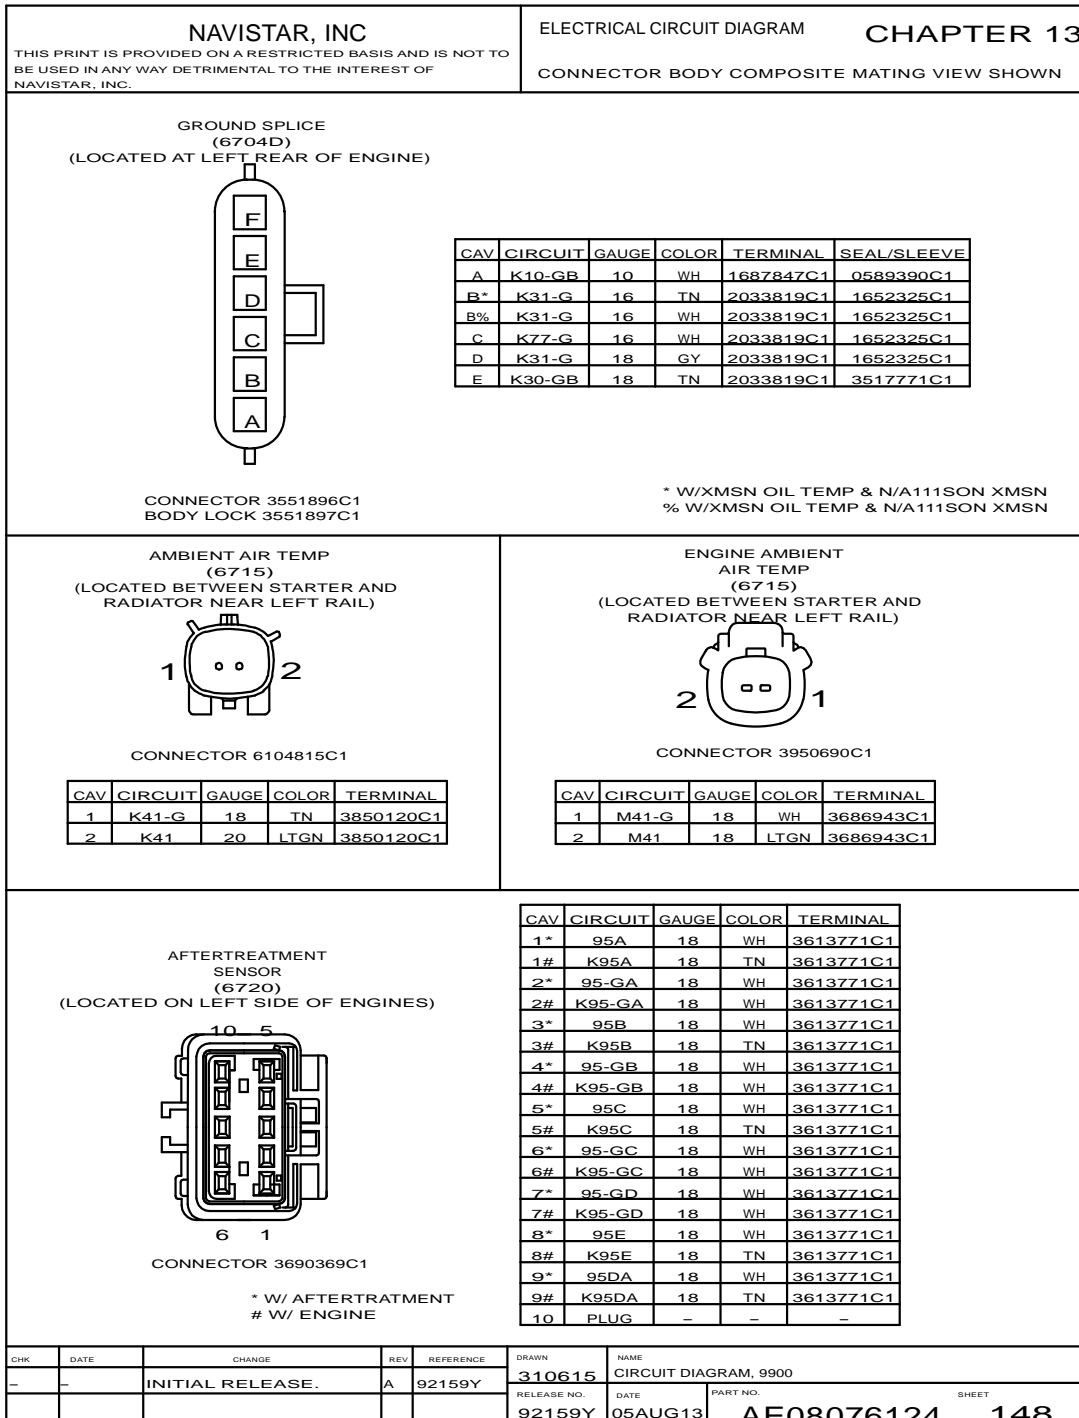 NAVISTAR, INC
THIS PRINT IS PROVIDED ON A RESTRICTED BASIS AND IS NOT TO
BE USED IN ANY WAY DETRIMENTAL TO THE INTEREST OF
NAVISTAR, INC.
ELECTRICAL CIRCUIT DIAGRAM CHAPTER 13
CONNECTOR BODY COMPOSITE MATING VIEW SHOWN
GROUND SPLICE
(6704D)
(LOCATED AT LEFT REAR OF ENGINE)
F
E
D
C
B
A
CONNECTOR 3551896C1
BODY LOCK 3551897C1
CAV CIRCUIT GAUGE COLOR TERMINAL SEAL/SLEEVE
A K10-GB 10 WH 1687847C1 0589390C1
B* K31-G 16 TN 2033819C1 1652325C1
B% K31-G 16 WH 2033819C1 1652325C1
C K77-G 16 WH 2033819C1 1652325C1
D K31-G 18 GY 2033819C1 1652325C1
E K30-GB 18 TN 2033819C1 3517771C1
* W/XMSN OIL TEMP & N/A111SON XMSN
% W/XMSN OIL TEMP & N/A111SON XMSN
AMBIENT AIR TEMP
(6715)
(LOCATED BETWEEN STARTER AND
RADIATOR NEAR LEFT RAIL)
1 2
CONNECTOR 6104815C1
CAV CIRCUIT GAUGE COLOR TERMINAL
1 K41-G 18 TN 3850120C1
2 K41 20 LTGN 3850120C1
ENGINE AMBIENT
AIR TEMP
(6715)
(LOCATED BETWEEN STARTER AND
RADIATOR NEAR LEFT RAIL)
2 1
CONNECTOR 3950690C1
CAV CIRCUIT GAUGE COLOR TERMINAL
1 M41-G 18 WH 3686943C1
2 M41 18 LTGN 3686943C1
AFTERTREATMENT
SENSOR
(6720)
(LOCATED ON LEFT SIDE OF ENGINES)
10 5
6 1
CONNECTOR 3690369C1
* W/ AFTERTRATMENT
# W/ ENGINE
CAV CIRCUIT GAUGE COLOR TERMINAL
1* 95A 18 WH 3613771C1
1# K95A 18 TN 3613771C1
2* 95-GA 18 WH 3613771C1
2# K95-GA 18 WH 3613771C1
3* 95B 18 WH 3613771C1
3# K95B 18 TN 3613771C1
4* 95-GB 18 WH 3613771C1
4# K95-GB 18 WH 3613771C1
5* 95C 18 WH 3613771C1
5# K95C 18 TN 3613771C1
6* 95-GC 18 WH 3613771C1
6# K95-GC 18 WH 3613771C1
7* 95-GD 18 WH 3613771C1
7# K95-GD 18 WH 3613771C1
8* 95E 18 WH 3613771C1
8# K95E 18 TN 3613771C1
9* 95DA 18 WH 3613771C1
9# K95DA 18 TN 3613771C1
10 PLUG – – –
CHK DATE CHANGE REV REFERENCE
– – INITIAL RELEASE. A 92159Y
DRAWN NAME
310615 CIRCUIT DIAGRAM, 9900
RELEASE NO. DATE PART NO. SHEET
92159Y 05AUG13 AE08076124 148